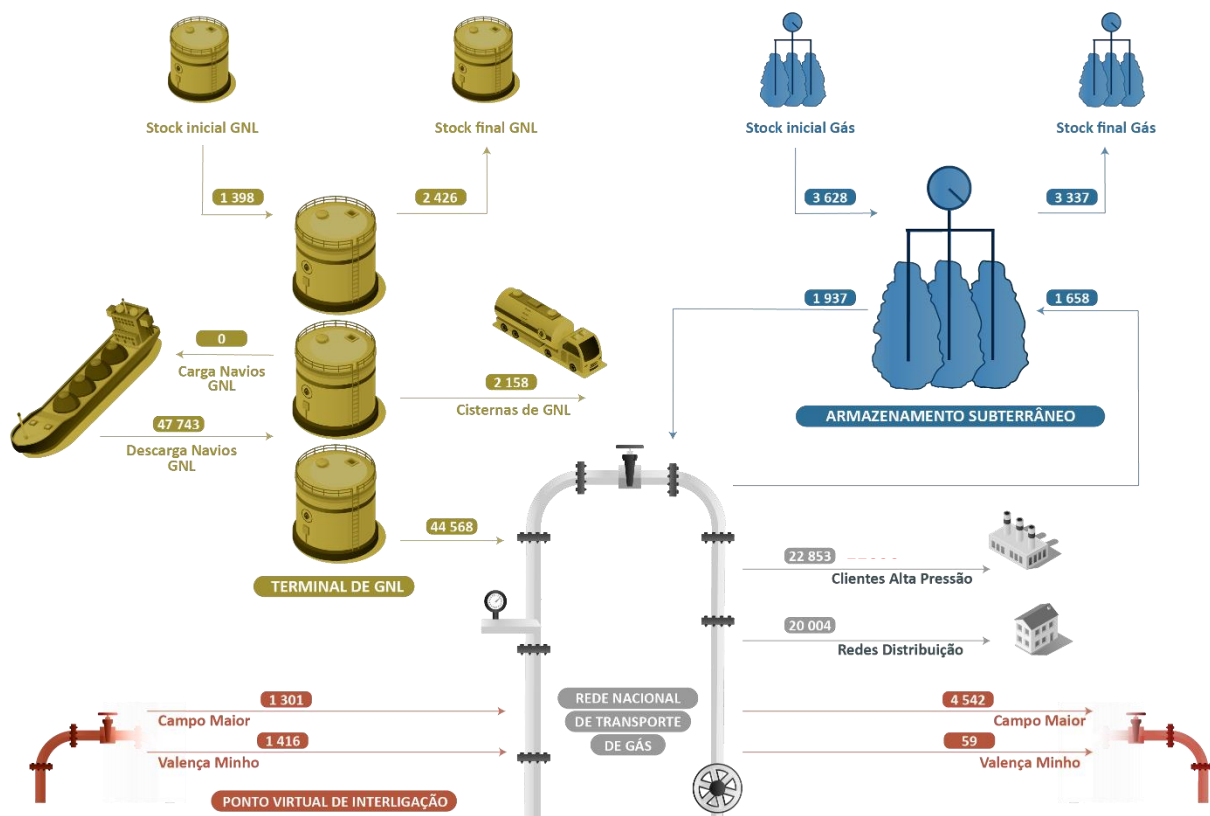 Stock inicial GNL
Stock final GNL
Stock inicial Gás
Stock final Gás
1 398
2 426
3 628
3 337
1 937
1 658
0
Carga Navios
GNL
2 158
Cisternas de GNL
ARMAZENAMENTO SUBTERRÂNEO
47 743
Descarga Navios
GNL
44 568
TERMINAL DE GNL
22 853
Clientes Alta Pressão
20 004
Redes Distribuição
1 301
Campo Maior
1 416
Valença Minho
PONTO VIRTUAL DE INTERLIGAÇÃO
REDE NACIONAL
DE TRANSPORTE
DE GÁS
4 542
Campo Maior
59
Valença Minho